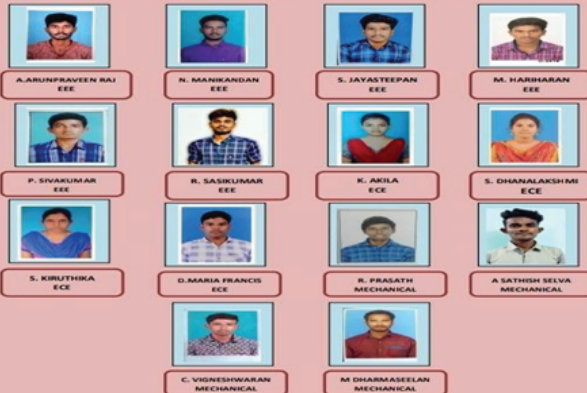 A.ARUNPRAVEEN RAJ
EEE
N. MANIKANDAN
EEE
S. JAYASTEEPAN
EEE
M. HARIHARAN
EEE
P. SIVAKUMAR
EEE
R. SASIKUMAR
EEE
K. AKILA
ECE
S. DHANALAKSHMI
ECE
S. KIRUTHIKA
ECE
D.MARIA FRANCIS
ECE
R. PRASATH
MECHANICAL
A SATHISH SELVA
MECHANICAL
C. VIGNESHWARAN
MECHANICAL
M DHARMASEELAN
MECHANICAL